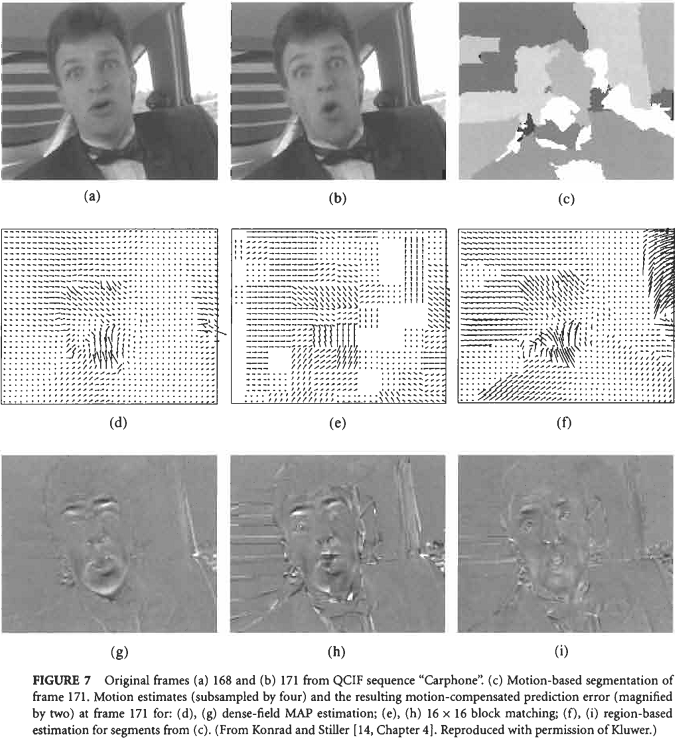 (a)
(b)
(c)
(d)
(e)
(f)
(g)
(h)
(i)
FIGURE 7 Original frames (a) 168 and (b) 171 from QCIF sequence “Carphone”. (c) Motion-based segmentation of
frame 171. Motion estimates (subsampled by four) and the resulting motion-compensated prediction error (magnified
by two) at frame 171 for: (d), (g) dense-field MAP estimation; (e), (h) 16 × 16 block matching; (f), (i) region-based
estimation for segments from (c). (From Konrad and Stiller [14, Chapter 4]. Reproduced with permission of Kluwer.)